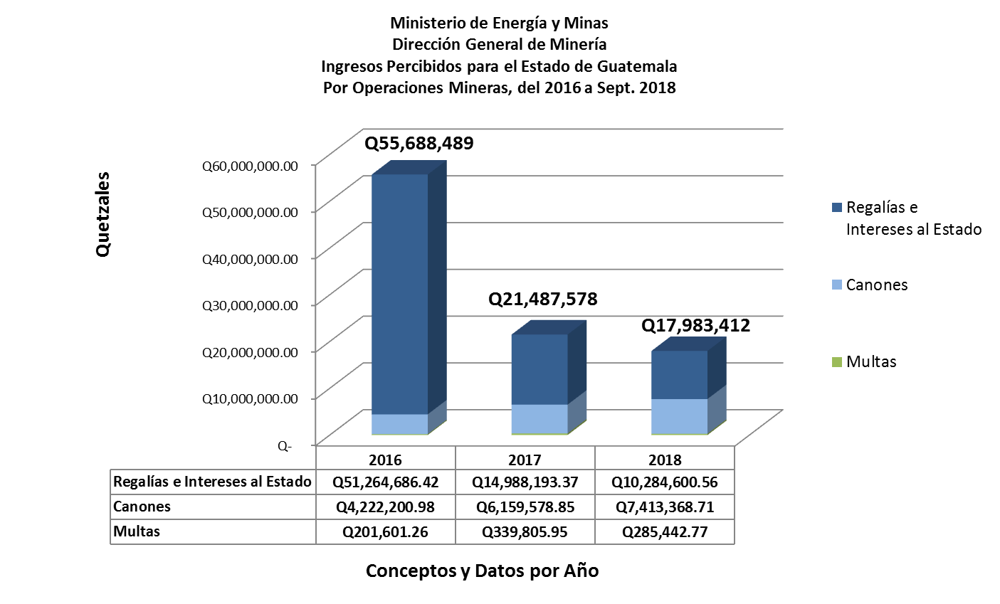 Ministerio de Energía y Minas
Dirección General de Minería
Ingresos Percibidos para el Estado de Guatemala
Por Operaciones Mineras, del 2016 a Sept. 2018
Quetzales
Q60,000,000.00
Q50,000,000.00
Q40,000,000.00
Q30,000,000.00
Q20,000,000.00
Q10,000,000.00
Q-
Q55,688,489
Q21,487,578
Q17,983,412
Regalías e
Intereses al Estado
Canones
Multas
2016 2017 2018
Regalías e Intereses al Estado Q51,264,686.42 Q14,988,193.37 Q10,284,600.56
Canones Q4,222,200.98 Q6,159,578.85 Q7,413,368.71
Multas Q201,601.26 Q339,805.95 Q285,442.77
Conceptos y Datos por Año